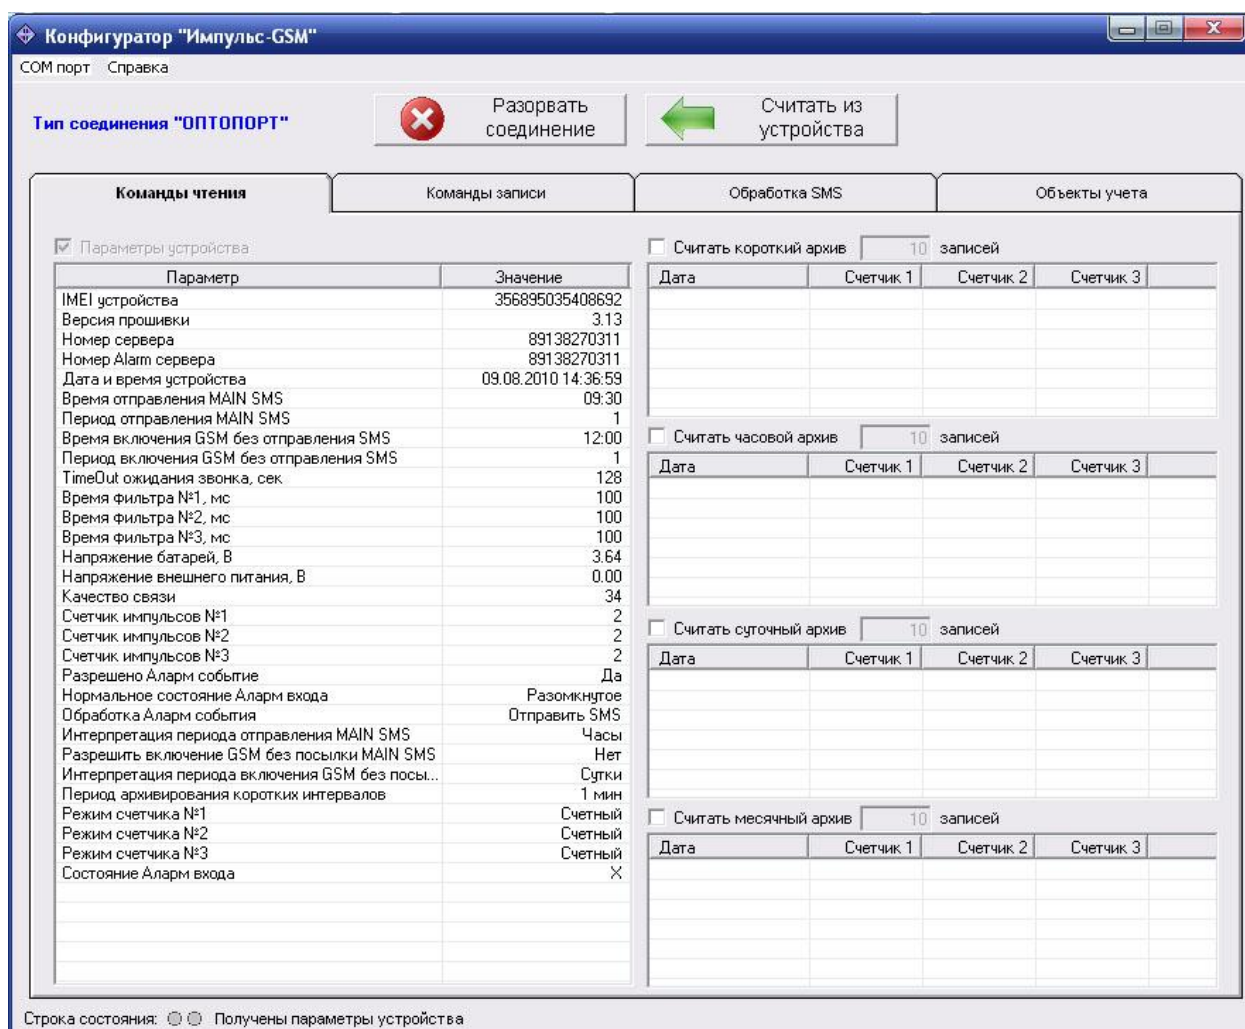 Конфигуратор "Импульс-GSM"
COM порт Справка
Тип соединения "ОПТОПОРТ"
Разорвать
соединение
Считать из
устройства
Команды чтения
Команды записи
Обработка SMS
Объекты учета
Параметры устройства
Параметр Значение
IMEI устройства 356895035408692
Версия прошивки 3.13
Номер сервера 89138270311
Номер Alarm сервера 89138270311
Дата и время устройства 09.08.2010 14:36:59
Время отправления MAIN SMS 09:30
Период отправления MAIN SMS 1
Время включения GSM без отправления SMS 12:00
Период включения GSM без отправления SMS 1
TimeOut ожидания звонка, сек 128
Время фильтра №1, мс 100
Время фильтра №2, мс 100
Время фильтра №3, мс 100
Напряжение батарей, В 3.64
Напряжение внешнего питания, В 0.00
Качество связи 34
Счетчик импульсов №1 2
Счетчик импульсов №2 2
Счетчик импульсов №3 2
Разрешено Аларм событие Да
Нормальное состояние Аларм входа Разомкнутое
Обработка Аларм события Отправить SMS
Интерпретация периода отправления MAIN SMS Часы
Разрешить включение GSM без посылки MAIN SMS Нет
Интерпретация периода включения GSM без посы... Сутки
Период архивирования коротких интервалов 1 мин
Режим счетчика №1 Счетный
Режим счетчика №2 Счетный
Режим счетчика №3 Счетный
Состояние Аларм входа X
Считать короткий архив 10 записей
Дата Счетчик 1 Счетчик 2 Счетчик 3
Считать часовой архив 10 записей
Дата Счетчик 1 Счетчик 2 Счетчик 3
Считать суточный архив 10 записей
Дата Счетчик 1 Счетчик 2 Счетчик 3
Считать месячный архив 10 записей
Дата Счетчик 1 Счетчик 2 Счетчик 3
Строка состояния: Получены параметры устройства